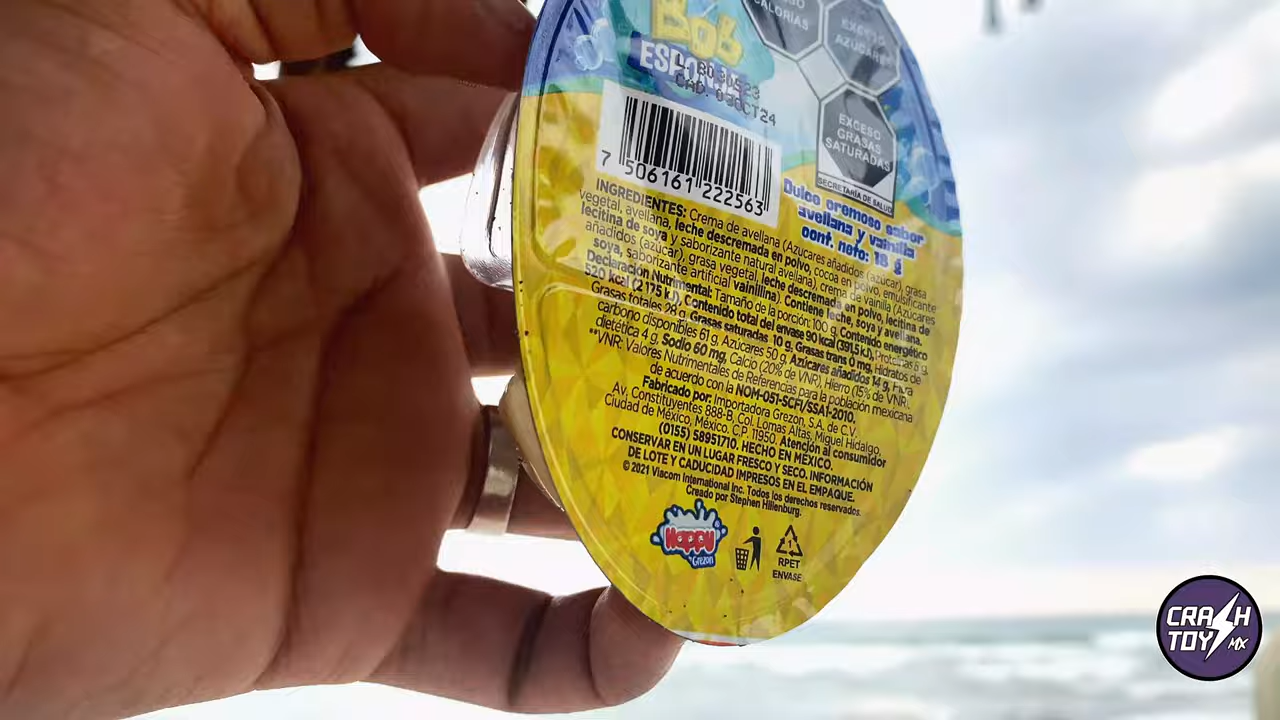 Bob
ESPONJA
EXCESO CALORÍAS
EXCESO AZÚCARES
EXCESO
GRASAS
SATURADAS
SECRETARÍA DE SALUD
CAD. 03OCT24
7 506161 222563
Dulce cremoso sabor
avellana y vainilla
cont. neto: 18 g
INGREDIENTES: Crema de avellana (Azucares añadidos (azúcar), grasa
vegetal, avellana, leche descremada en polvo, cocoa en polvo, emulsificante
lecitina de soya y saborizante natural avellana), crema de vainilla (Azúcares
añadidos (azúcar), grasa vegetal, leche descremada en polvo, lecitina de
soya, saborizante artificial vainillina). Contiene leche, soya y avellana.
Declaración Nutrimental: Tamaño de la porción: 100 g, Contenido energético
520 kcal (2 175 kJ), Contenido total del envase 90 kcal (391.5 kJ), Proteínas 6 g,
Grasas totales 28 g, Grasas saturadas 10 g, Grasas trans 0 mg, Hidratos de
carbono disponibles 61 g, Azúcares 50 g, Azúcares añadidos 14 g, Fibra
dietética 4 g, Sodio 60 mg, Calcio (20% de VNR), Hierro (15% de VNR).
**VNR: Valores Nutrimentales de Referencias para la población mexicana
de acuerdo con la NOM-051-SCFI/SSA1-2010.
Fabricado por: Importadora Grezon, S.A. de C.V.
Av. Constituyentes 888-B, Col. Lomas Altas, Miguel Hidalgo,
Ciudad de México, México. C.P. 11950. Atención al consumidor
(0155) 58951710. HECHO EN MÉXICO.
CONSERVAR EN UN LUGAR FRESCO Y SECO. INFORMACIÓN
DE LOTE Y CADUCIDAD IMPRESOS EN EL EMPAQUE.
© 2021 Viacom International Inc. Todos los derechos reservados.
Creado por Stephen Hillenburg.
Happy
by Grezon
1
RPET
ENVASE
CRASH
TOY MX